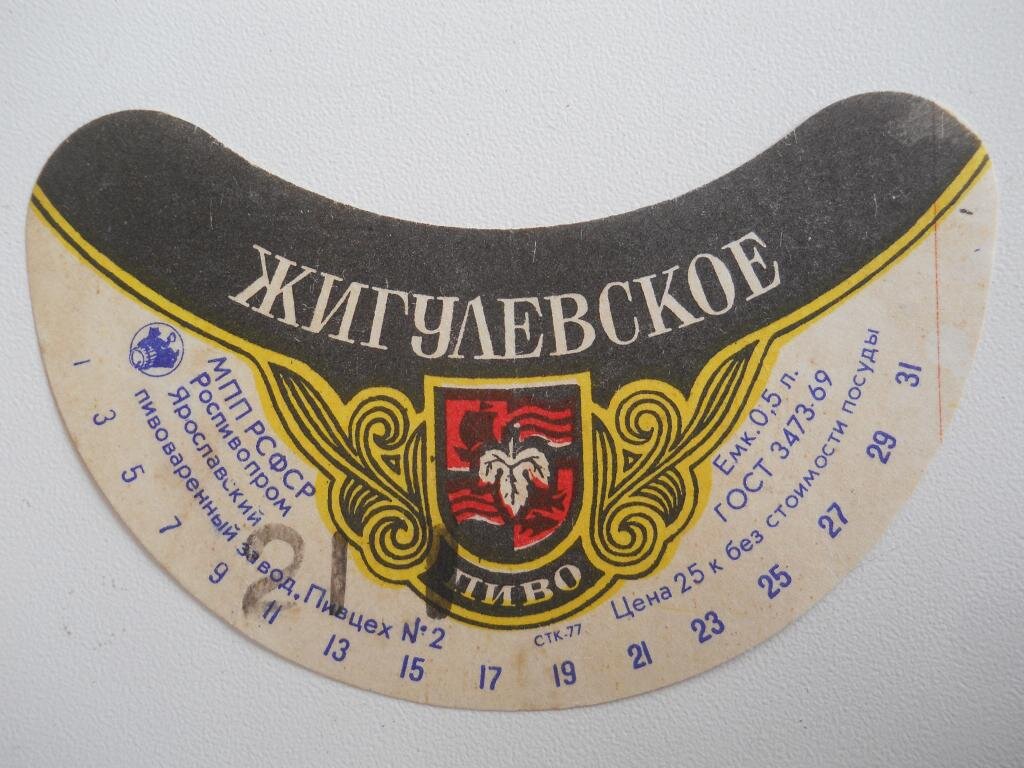 ЖИГУЛЕВСКОЕ
ПИВО
МПП РСФСР
Роспивопром
Ярославский
пивоваренный завод. Пивцех №2
Емк. 0,5 л.
ГОСТ 3473-69
Цена 25 к без стоимости посуды
СТК-77
1 3 5 7 9 11 13 15 17 19 21 23 25 27 29 31
21